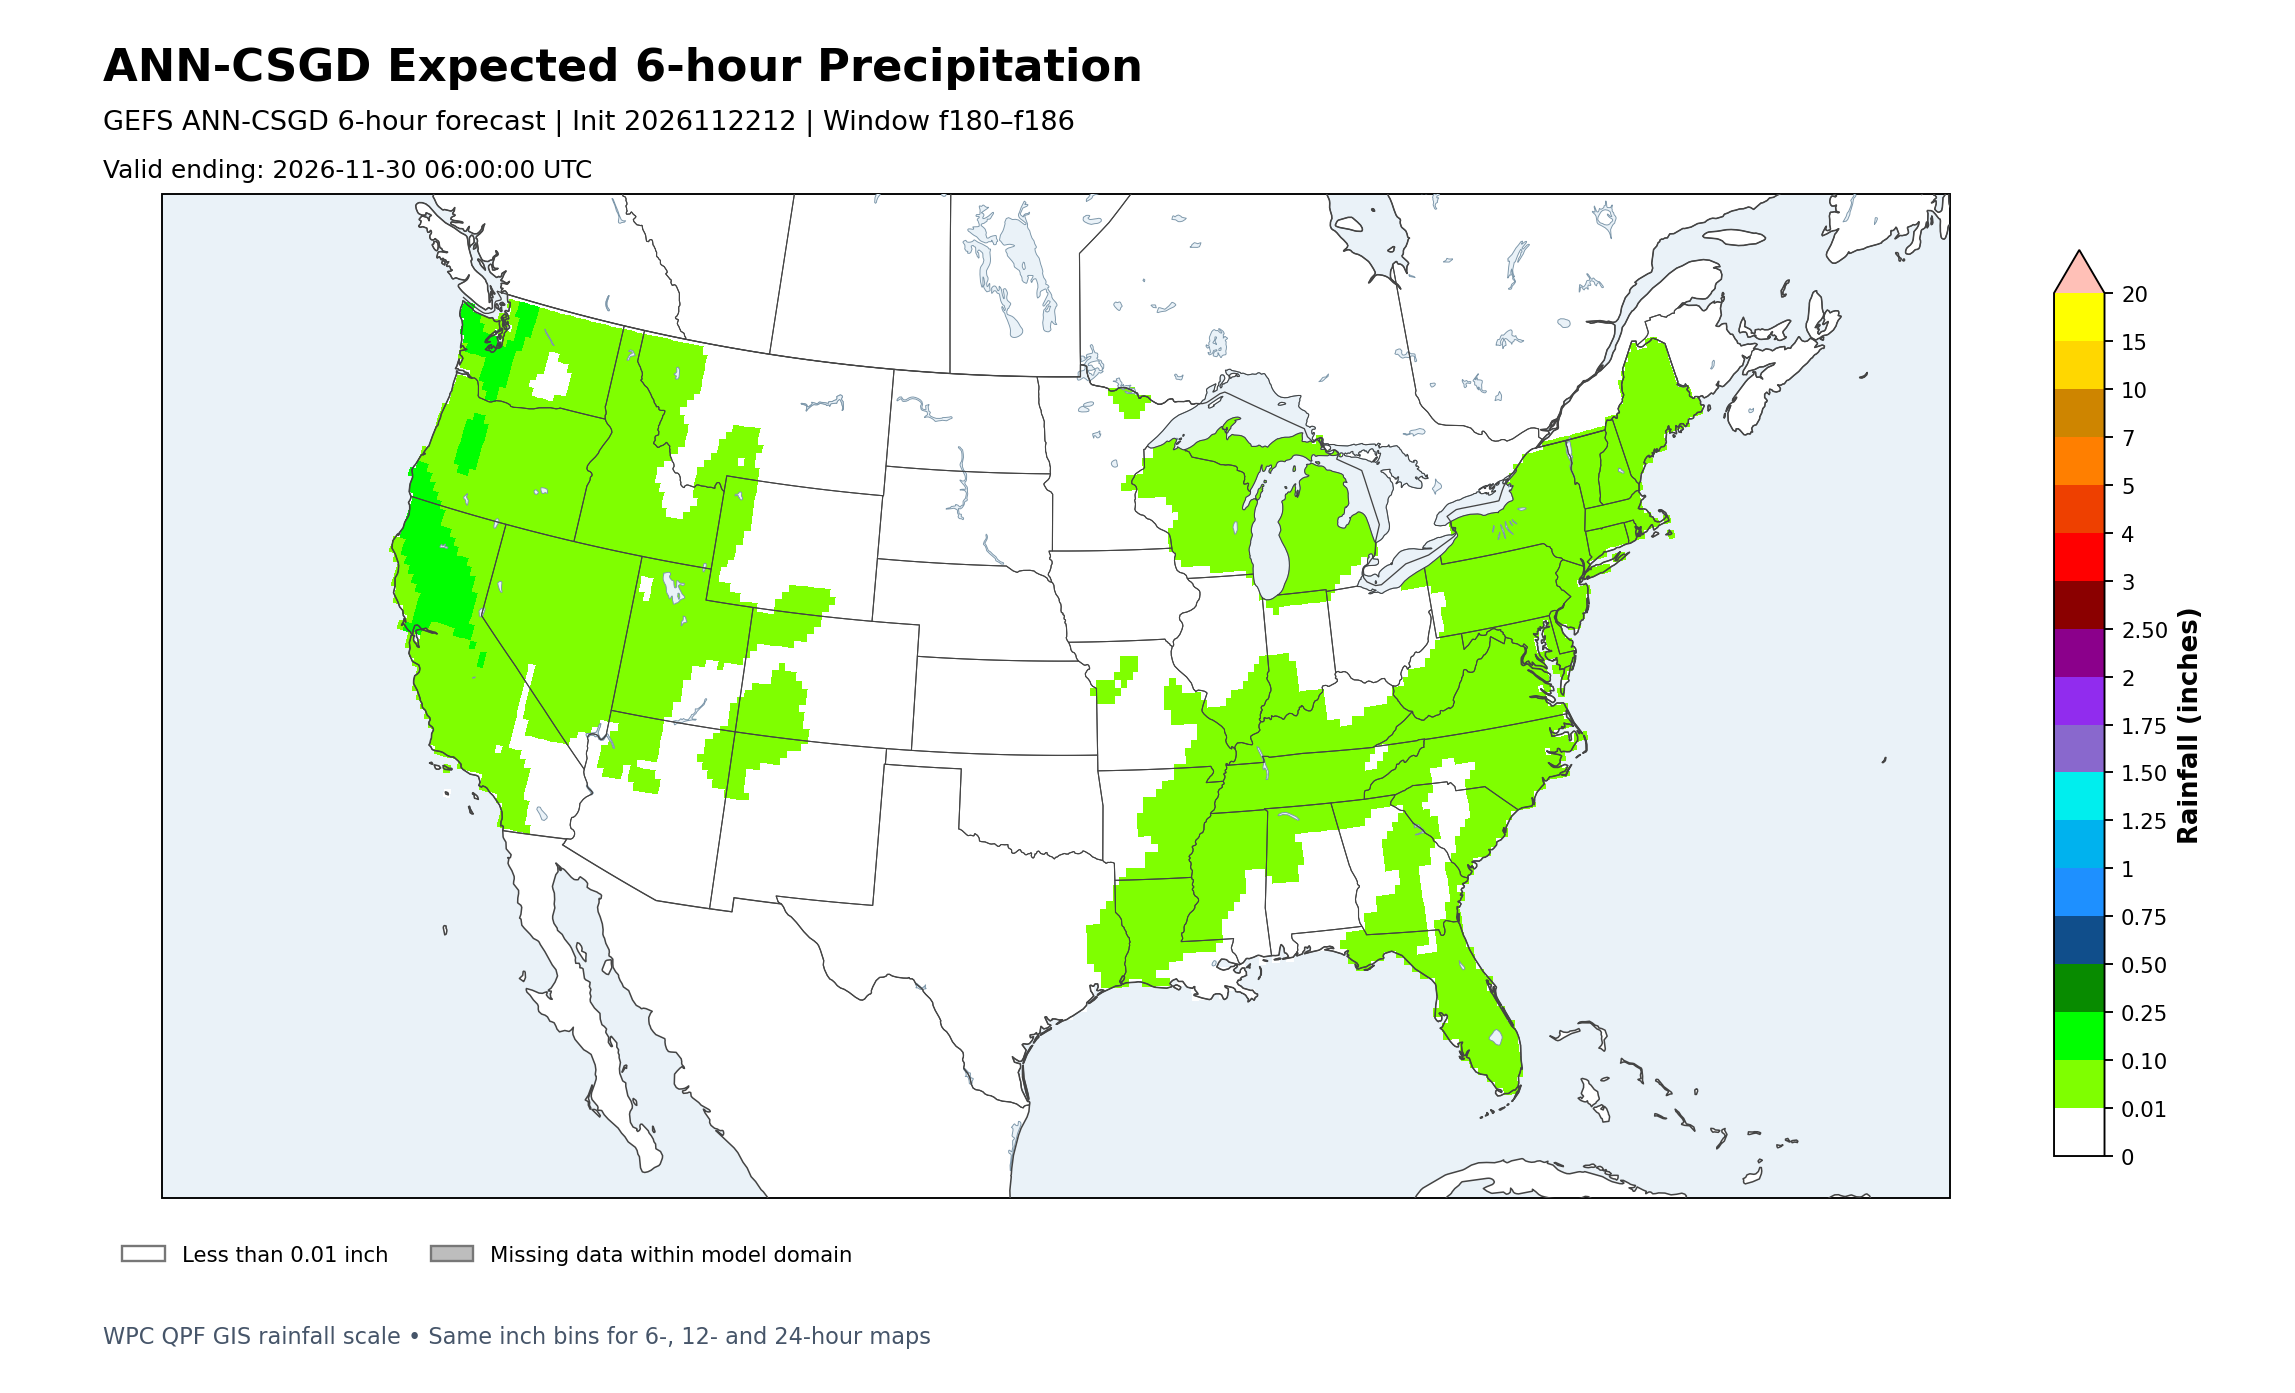 ANN-CSGD Expected 6-hour Precipitation
GEFS ANN-CSGD 6-hour forecast | Init 2026112212 | Window f180–f186
Valid ending: 2026-11-30 06:00:00 UTC
20
15
10
7
5
4
3
2.50
2
1.75
1.50
1.25
1
0.75
0.50
0.25
0.10
0.01
0
Rainfall (inches)
Less than 0.01 inch
Missing data within model domain
WPC QPF GIS rainfall scale • Same inch bins for 6-, 12- and 24-hour maps